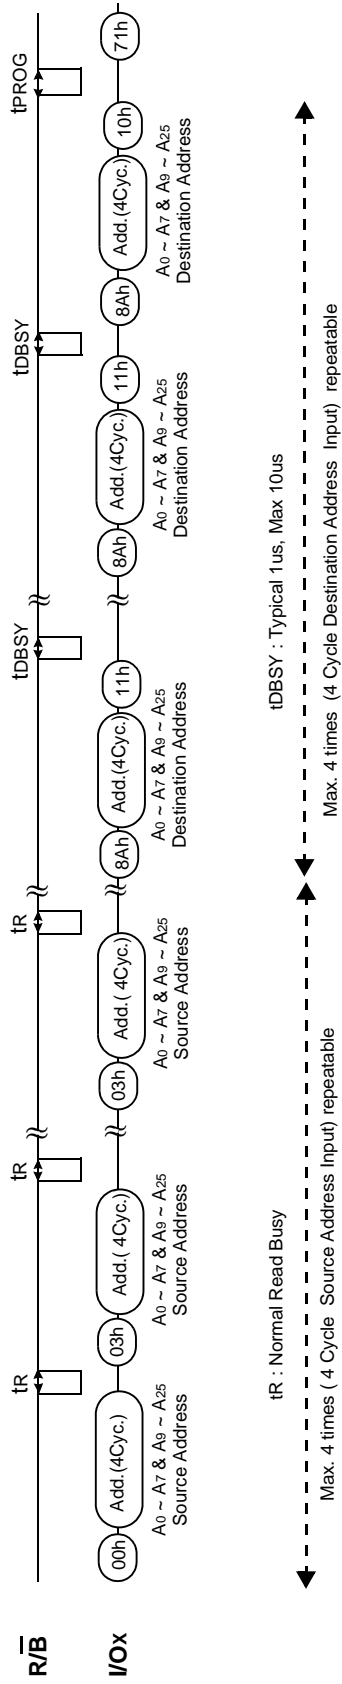 tR tR tR tDBSY tDBSY tPROG
R/B
I/Ox
00h Add.(4Cyc.) 03h Add.( 4Cyc.) 03h Add.( 4Cyc.) 8Ah Add.(4Cyc.) 11h 8Ah Add.(4Cyc.) 11h 8Ah Add.(4Cyc.) 10h 71h
A0 ~ A7 & A9 ~ A25
Source Address
A0 ~ A7 & A9 ~ A25
Source Address
A0 ~ A7 & A9 ~ A25
Source Address
A0 ~ A7 & A9 ~ A25
Destination Address
A0 ~ A7 & A9 ~ A25
Destination Address
A0 ~ A7 & A9 ~ A25
Destination Address
tR : Normal Read Busy
tDBSY : Typical 1us, Max 10us
Max. 4 times ( 4 Cycle Source Address Input) repeatable
Max. 4 times (4 Cycle Destination Address Input) repeatable